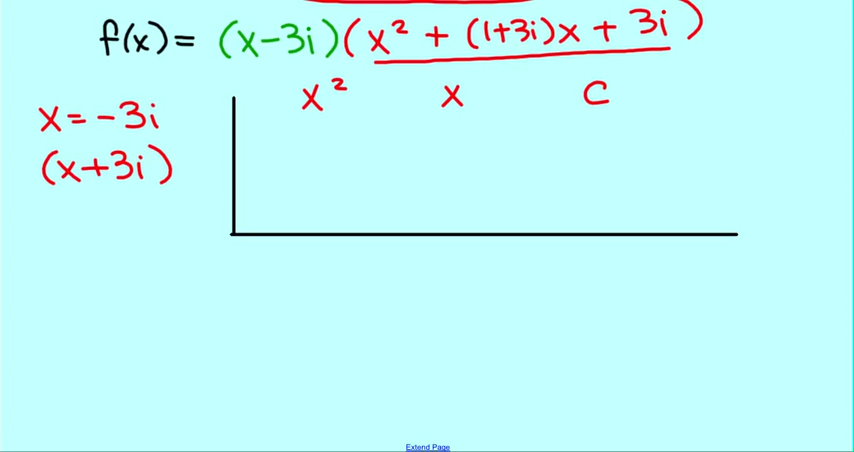 f(x) = (x-3i)(x² + (1+3i)x + 3i)
x² x c
x = -3i
(x+3i)
Extend Page